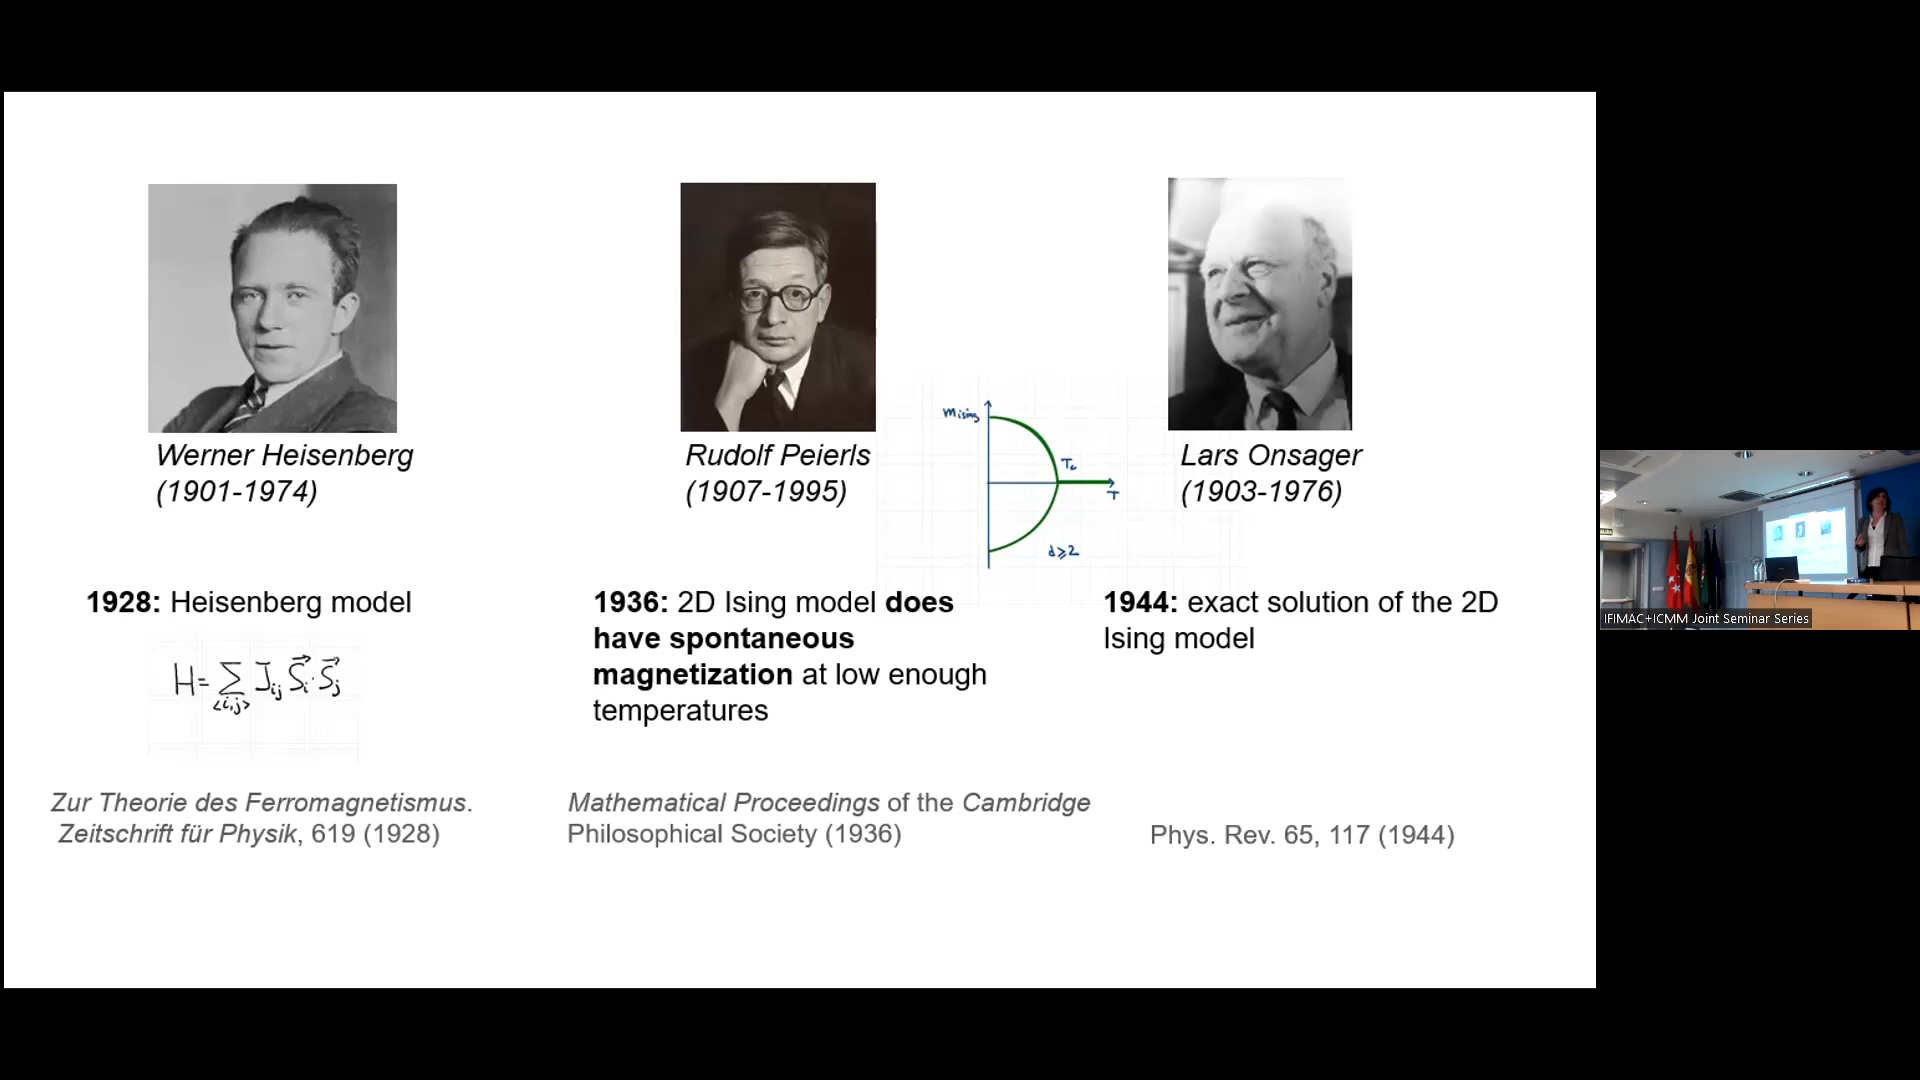 Werner Heisenberg
(1901-1974)
1928: Heisenberg model
H= ∑ Jij S⃗i · S⃗j
<i,j>
Zur Theorie des Ferromagnetismus.
Zeitschrift für Physik, 619 (1928)
Rudolf Peierls
(1907-1995)
mising
Tc
T
d≥2
1936: 2D Ising model does
have spontaneous
magnetization at low enough
temperatures
Mathematical Proceedings of the Cambridge
Philosophical Society (1936)
Lars Onsager
(1903-1976)
1944: exact solution of the 2D
Ising model
Phys. Rev. 65, 117 (1944)
IFIMAC+ICMM Joint Seminar Series